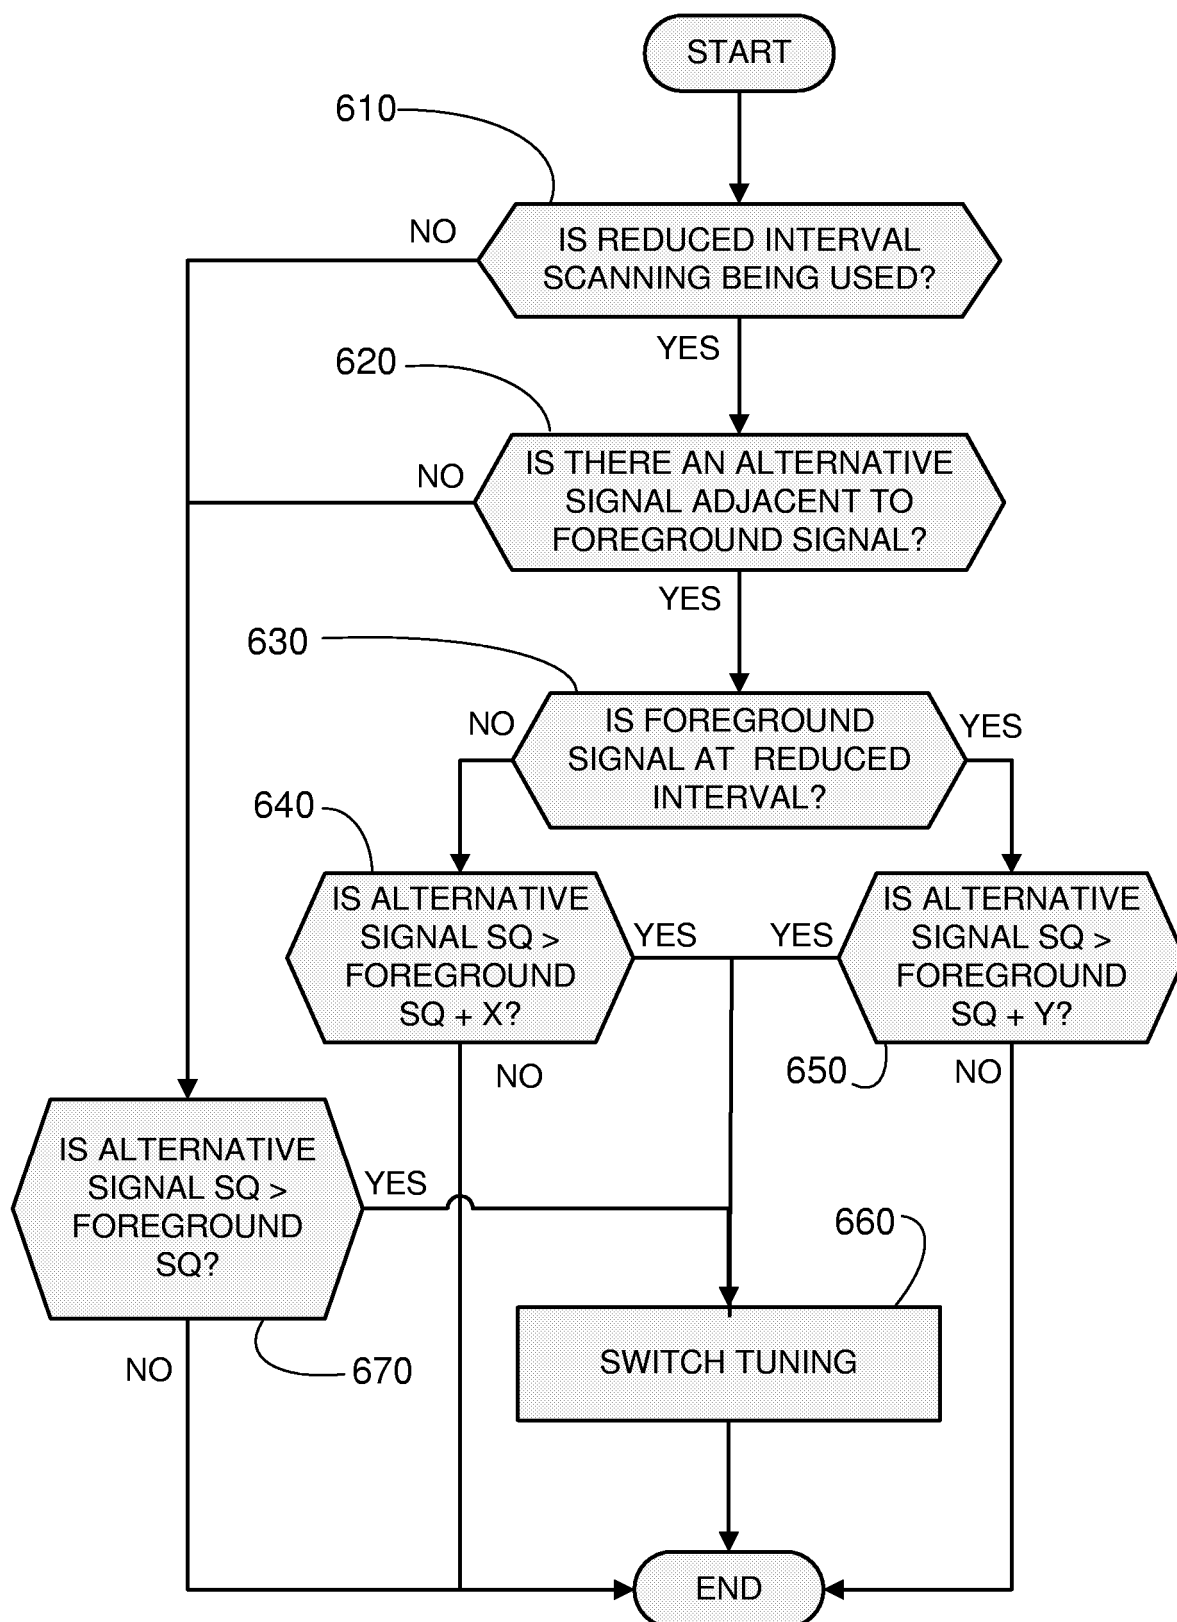 START
610
NO
IS REDUCED INTERVAL
SCANNING BEING USED?
YES
620
NO
IS THERE AN ALTERNATIVE
SIGNAL ADJACENT TO
FOREGROUND SIGNAL?
YES
630
NO
IS FOREGROUND
SIGNAL AT REDUCED
INTERVAL?
YES
640
IS ALTERNATIVE
SIGNAL SQ >
FOREGROUND
SQ + X?
YES
YES
IS ALTERNATIVE
SIGNAL SQ >
FOREGROUND
SQ + Y?
NO
650
NO
IS ALTERNATIVE
SIGNAL SQ >
FOREGROUND
SQ?
YES
660
NO
670
SWITCH TUNING
END